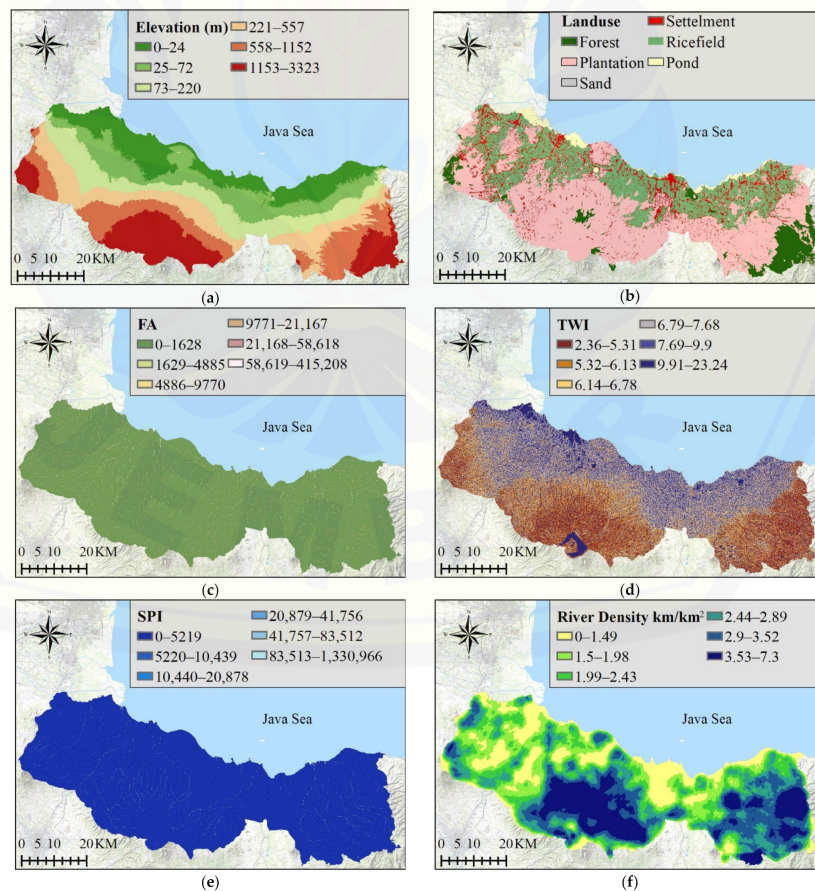 Elevation (m)
221–557
0–24
558–1152
25–72
1153–3323
73–220
Java Sea
0 5 10 20 KM
(a)
Landuse
Settelment
Forest
Ricefield
Plantation
Pond
Sand
Java Sea
0 5 10 20 KM
(b)
FA
9771–21,167
0–1628
21,168–58,618
1629–4885
58,619–415,208
4886–9770
Java Sea
0 5 10 20 KM
(c)
TWI
6.79–7.68
2.36–5.31
7.69–9.9
5.32–6.13
9.91–23.24
6.14–6.78
Java Sea
0 5 10 20 KM
(d)
SPI
20,879–41,756
0–5219
41,757–83,512
5220–10,439
83,513–1,330,966
10,440–20,878
Java Sea
0 5 10 20 KM
(e)
River Density km/km²
2.44–2.89
0–1.49
2.9–3.52
1.5–1.98
3.53–7.3
1.99–2.43
Java Sea
0 5 10 20 KM
(f)